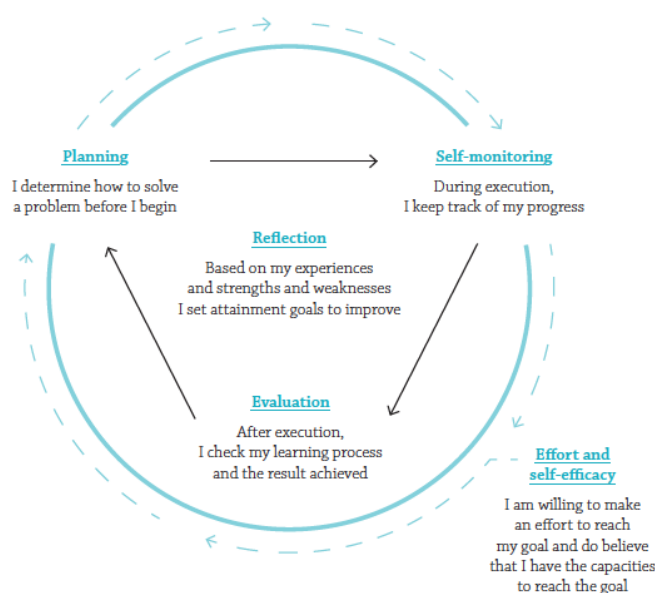 Planning
I determine how to solve
a problem before I begin
Self-monitoring
During execution,
I keep track of my progress
Reflection
Based on my experiences
and strengths and weaknesses
I set attainment goals to improve
Evaluation
After execution,
I check my learning process
and the result achieved
Effort and
self-efficacy
I am willing to make
an effort to reach
my goal and do believe
that I have the capacities
to reach the goal